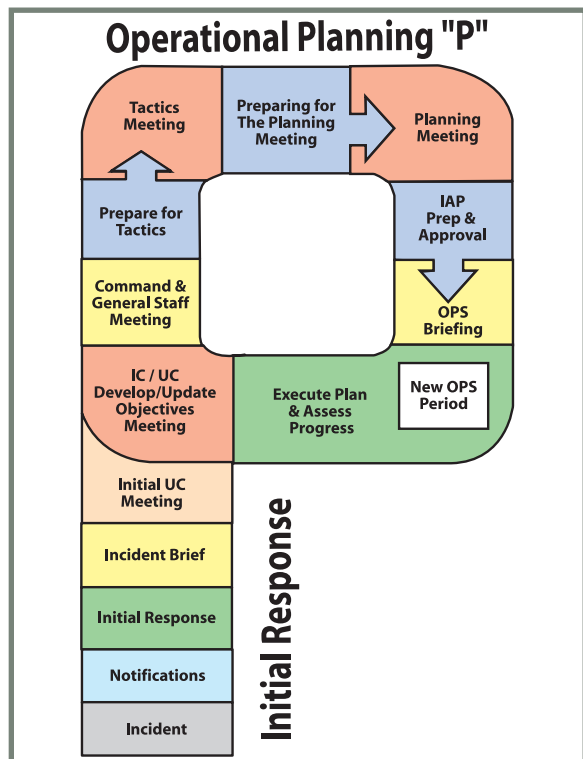 Operational Planning "P"
Tactics
Meeting
Preparing for
The Planning
Meeting
Planning
Meeting
Prepare for
Tactics
IAP
Prep &
Approval
Command &
General Staff
Meeting
OPS
Briefing
IC / UC
Develop/Update
Objectives
Meeting
Execute Plan
& Assess
Progress
New OPS
Period
Initial UC
Meeting
Incident Brief
Initial Response
Notifications
Incident
Initial Response